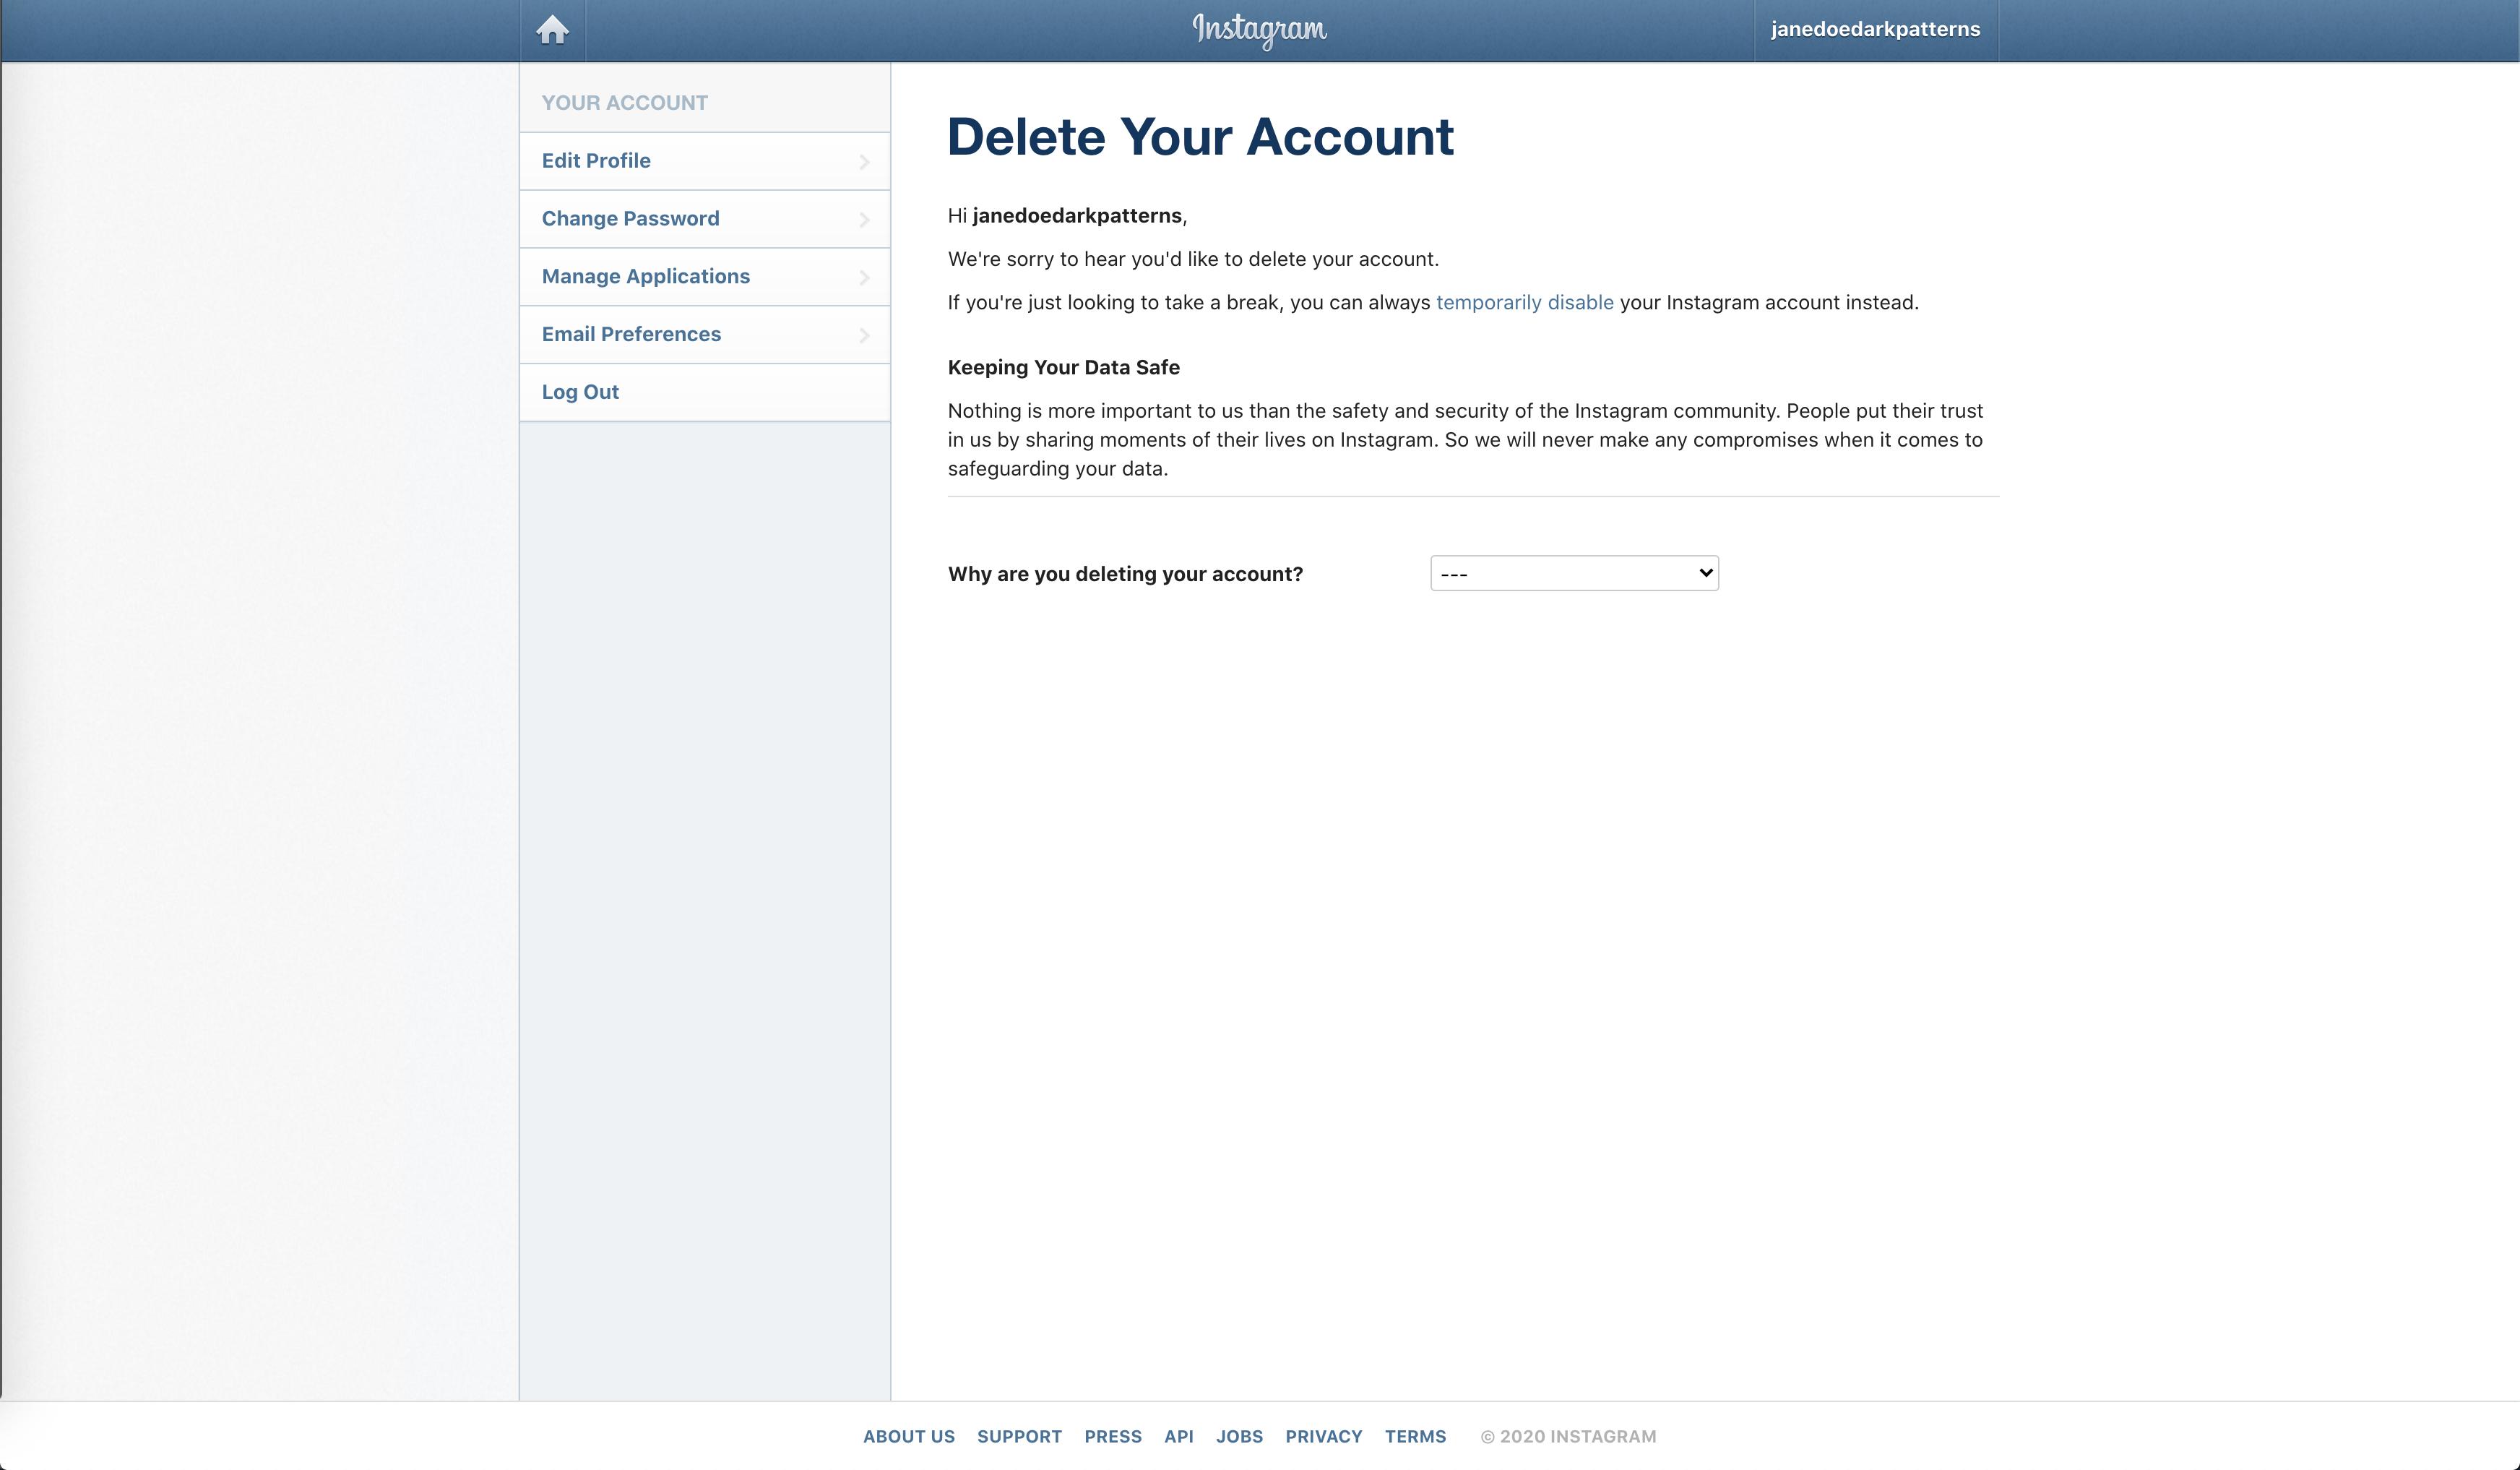 Instagram
janedoedarkpatterns
YOUR ACCOUNT
Edit Profile
Change Password
Manage Applications
Email Preferences
Log Out
Delete Your Account
Hi janedoedarkpatterns,
We're sorry to hear you'd like to delete your account.
If you're just looking to take a break, you can always temporarily disable your Instagram account instead.
Keeping Your Data Safe
Nothing is more important to us than the safety and security of the Instagram community. People put their trust
in us by sharing moments of their lives on Instagram. So we will never make any compromises when it comes to
safeguarding your data.
Why are you deleting your account? ---
ABOUT US SUPPORT PRESS API JOBS PRIVACY TERMS © 2020 INSTAGRAM